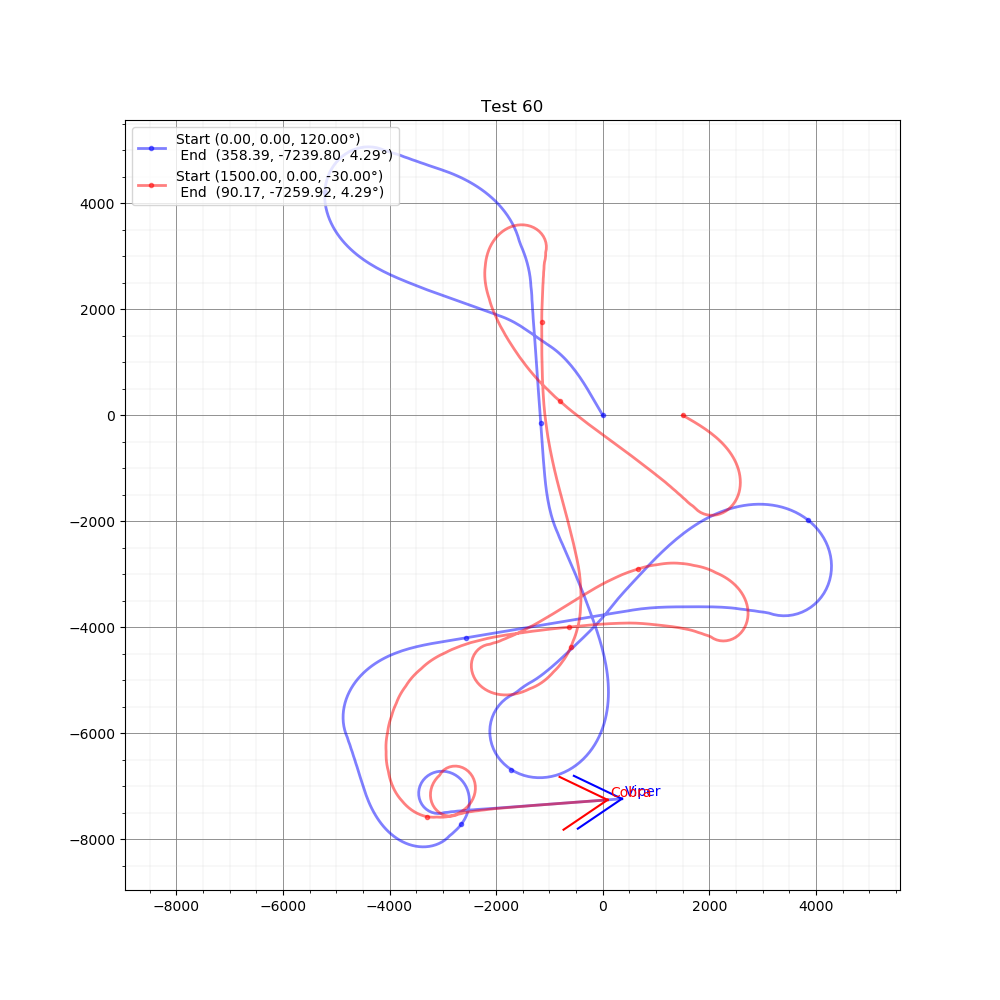 Test 60
Start (0.00, 0.00, 120.00°)
End (358.39, -7239.80, 4.29°)
Start (1500.00, 0.00, -30.00°)
End (90.17, -7259.92, 4.29°)
4000
2000
0
−2000
−4000
−6000
−8000
Cobra
Viper
−8000 −6000 −4000 −2000 0 2000 4000